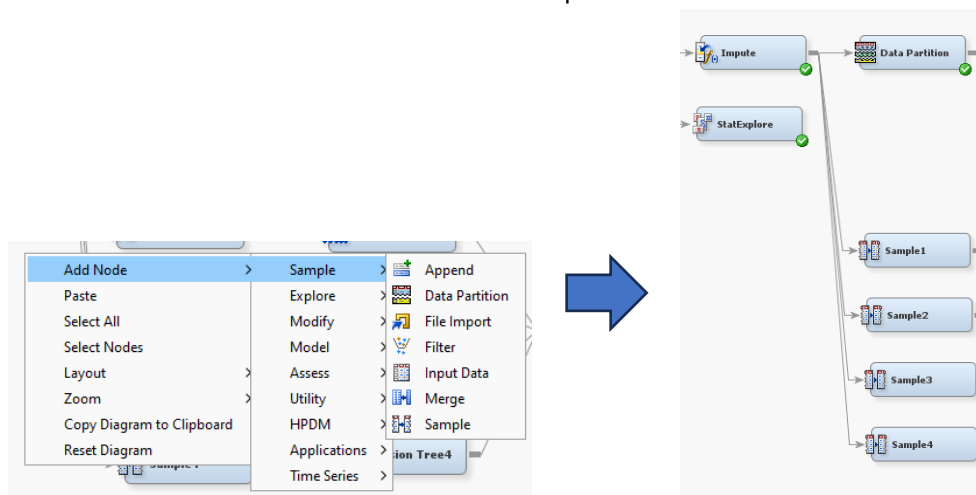 Add Node
Paste
Select All
Select Nodes
Layout
Zoom
Copy Diagram to Clipboard
Reset Diagram
Sample
Explore
Modify
Model
Assess
Utility
HPDM
Applications
Time Series
Append
Data Partition
File Import
Filter
Input Data
Merge
Sample
ion Tree4
Impute
Data Partition
StatExplore
Sample1
Sample2
Sample3
Sample4